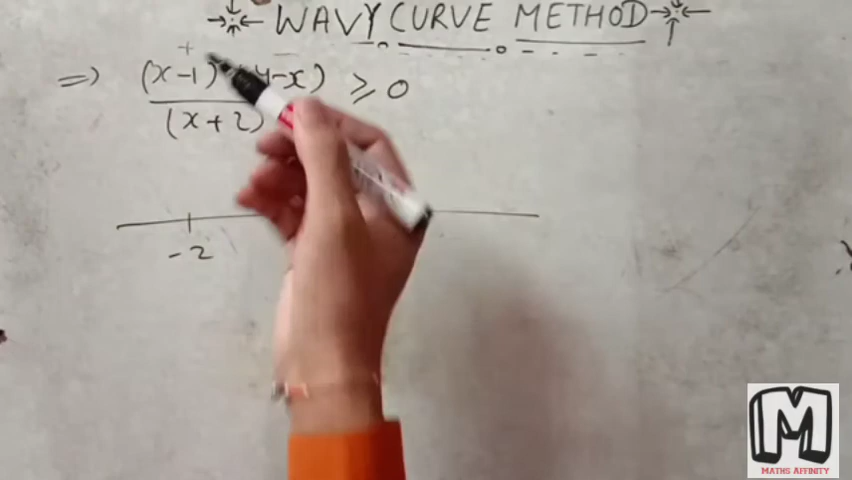 WAVY CURVE METHOD
+ -
=> (x-1) 4-x) ≥ 0
(x+2)
-2
M
MATHS AFFINITY